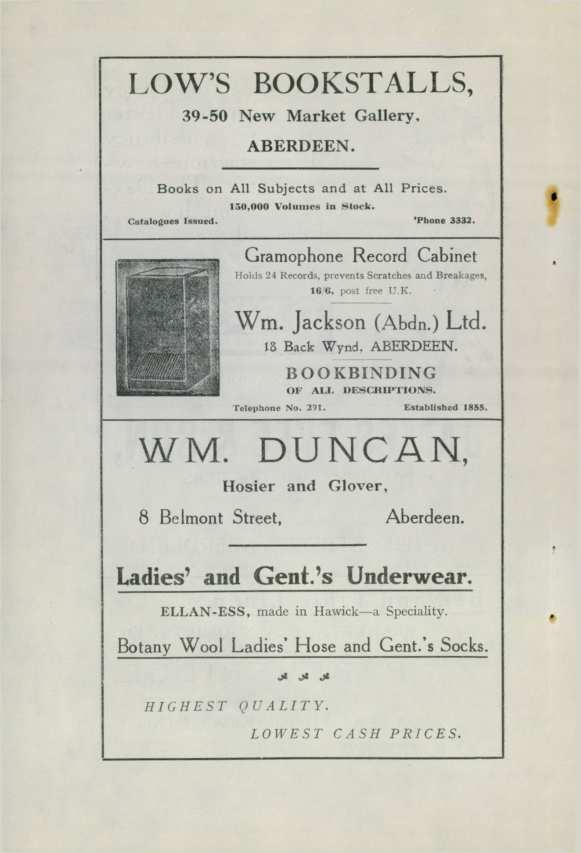 LOW'S BOOKSTALLS,
39-50 New Market Gallery,
ABERDEEN.
Books on All Subjects and at All Prices.
150,000 Volumes in Stock.
Catalogues Issued. 'Phone 3332.
Gramophone Record Cabinet
Holds 24 Records, prevents Scratches and Breakages,
16/6, post free U.K.
Wm. Jackson (Abdn.) Ltd.
18 Back Wynd, ABERDEEN.
BOOKBINDING
OF ALL DESCRIPTIONS.
Telephone No. 291. Established 1855.
WM. DUNCAN,
Hosier and Glover,
8 Belmont Street, Aberdeen.
Ladies' and Gent.'s Underwear.
ELLAN-ESS, made in Hawick—a Speciality.
Botany Wool Ladies' Hose and Gent.'s Socks.
HIGHEST QUALITY.
LOWEST CASH PRICES.